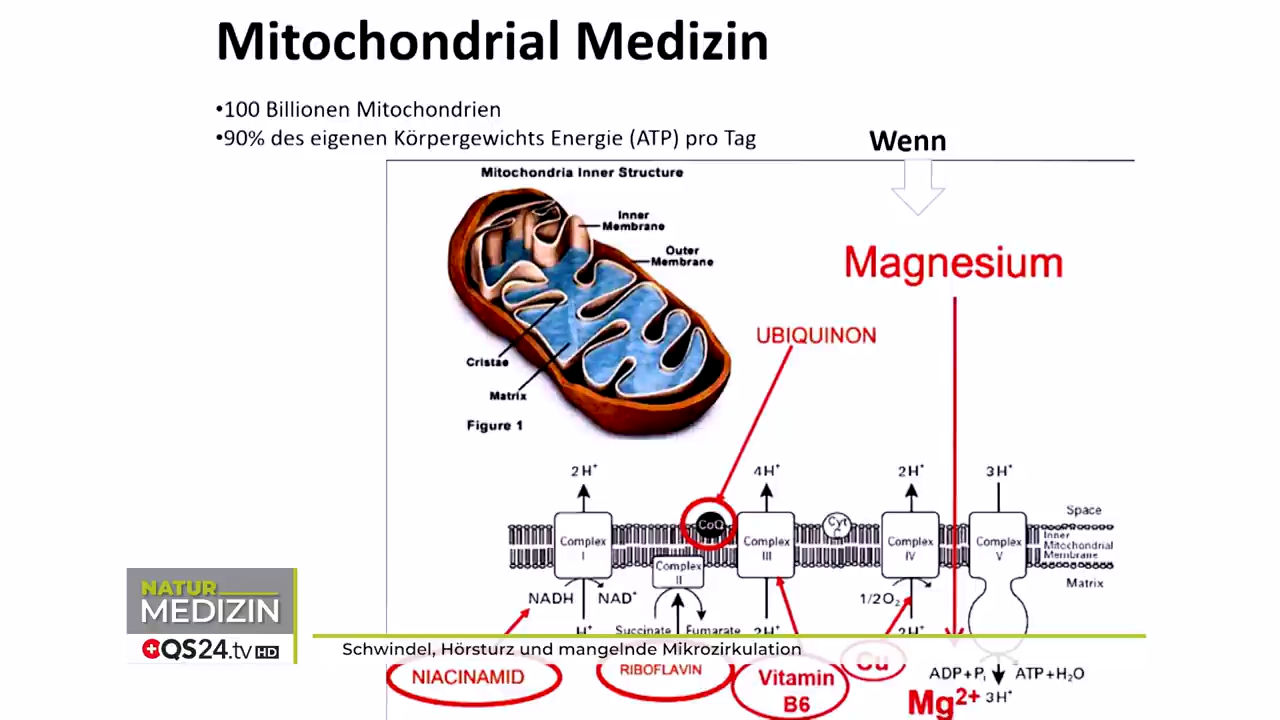 Mitochondrial Medizin
•100 Billionen Mitochondrien
•90% des eigenen Körpergewichts Energie (ATP) pro Tag
Wenn
Mitochondria Inner Structure
Inner
Membrane
Outer
Membrane
Cristae
Matrix
Figure 1
Magnesium
UBIQUINON
2H⁺
4H⁺
2H⁺
3H⁺
CoQ
Cyt
C
Complex
I
Complex
II
Complex
III
Complex
IV
Complex
V
Space
Inner
Mitochondrial
Membrane
Matrix
NADH
NAD⁺
1/2O₂
H⁺
Succinate
Fumarate
2H⁺
2H⁺
NATUR
MEDIZIN
QS24.tv HD
Schwindel, Hörsturz und mangelnde Mikrozirkulation
NIACINAMID
RIBOFLAVIN
Vitamin
B6
Cu
Mg²⁺
ADP+Pᵢ
ATP+H₂O
3H⁺